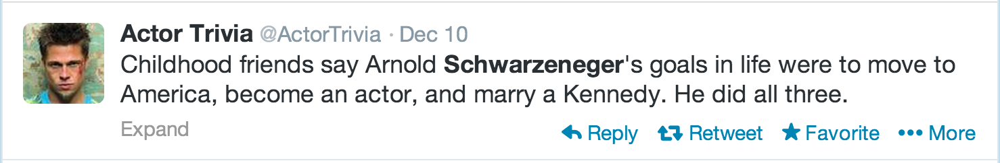 Actor Trivia @ActorTrivia · Dec 10
Childhood friends say Arnold Schwarzeneger's goals in life were to move to
America, become an actor, and marry a Kennedy. He did all three.
Expand Reply Retweet Favorite ••• More